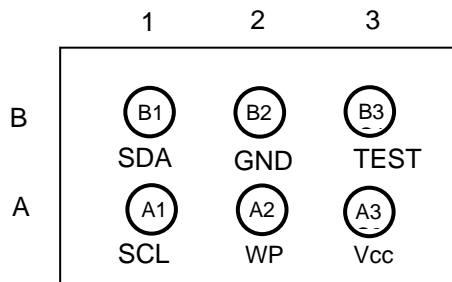 1 2 3
B B1 B2 B3
SDA GND TEST
A A1 A2 A3
SCL WP Vcc